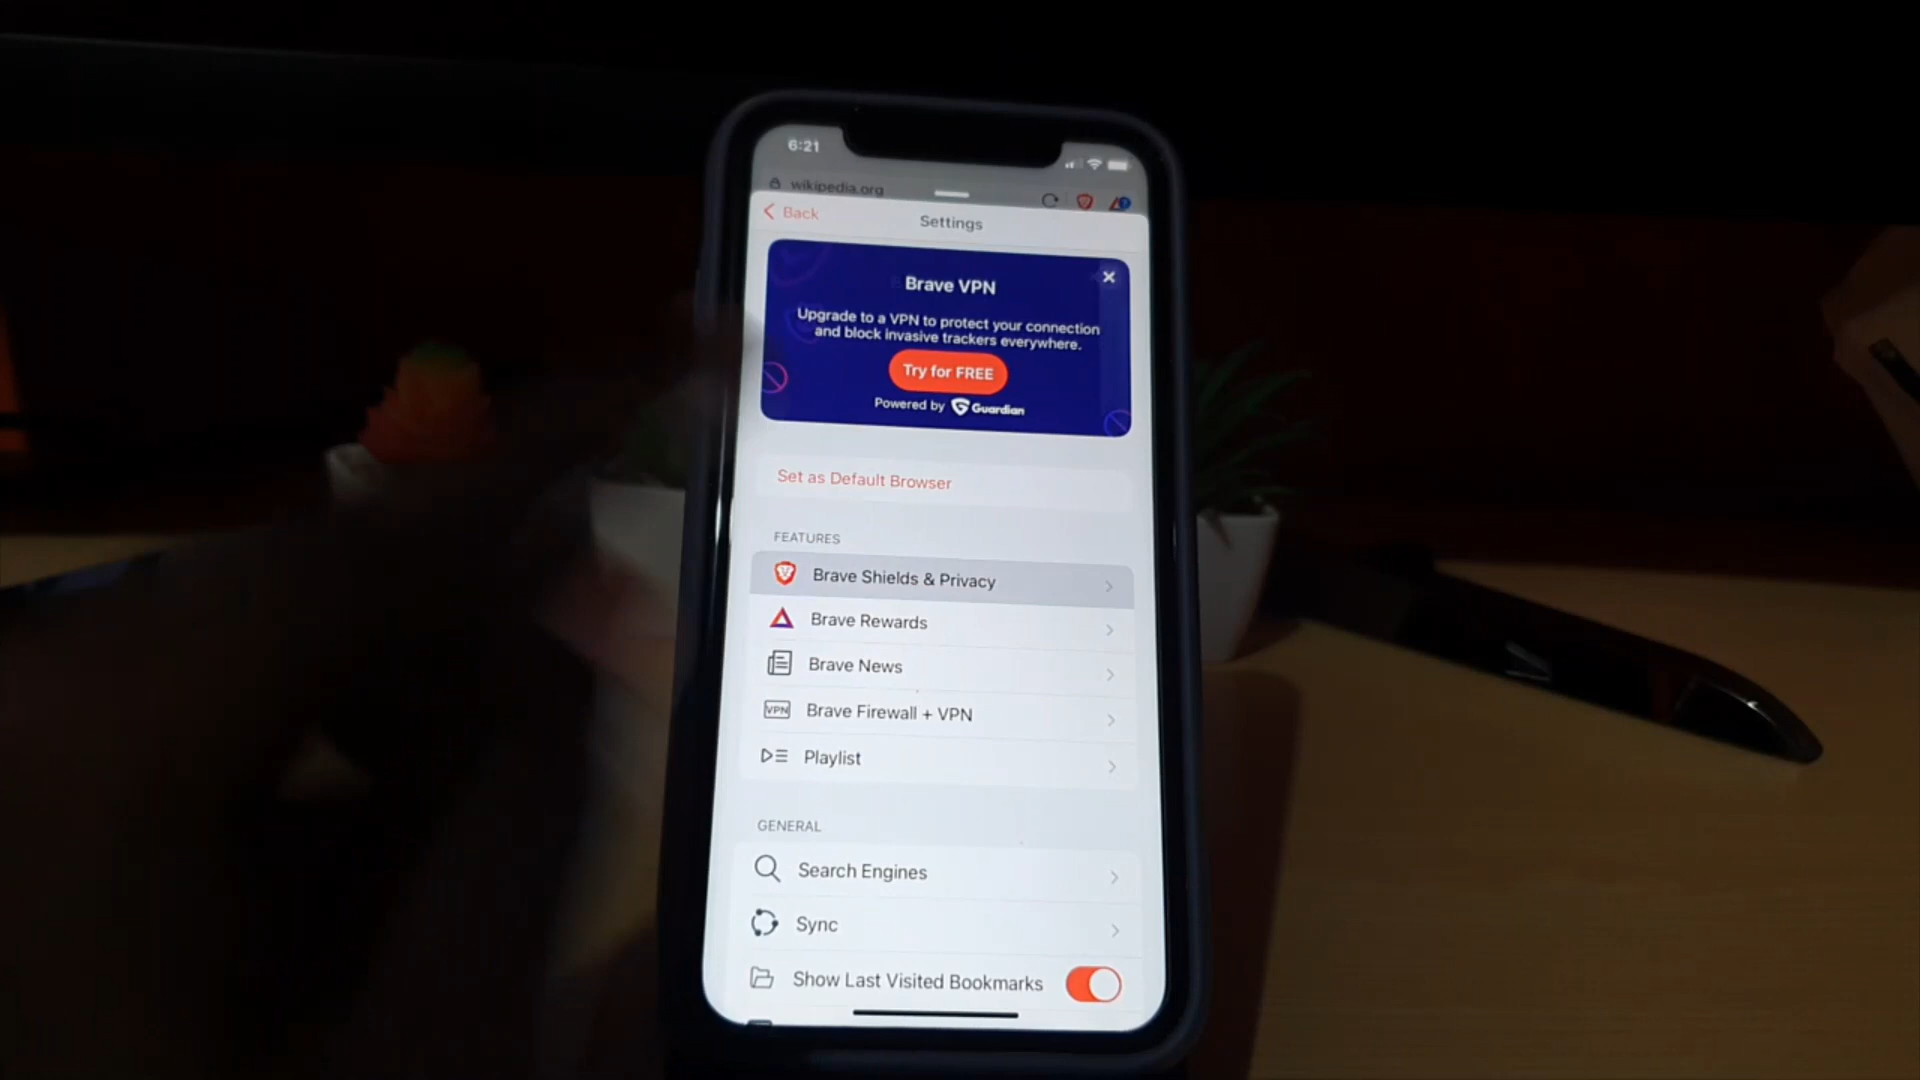 6:21
wikipedia.org
Back
Settings
Brave VPN
Upgrade to a VPN to protect your connection
and block invasive trackers everywhere.
Try for FREE
Powered by Guardian
Set as Default Browser
FEATURES
Brave Shields & Privacy
Brave Rewards
Brave News
VPN Brave Firewall + VPN
Playlist
GENERAL
Search Engines
Sync
Show Last Visited Bookmarks